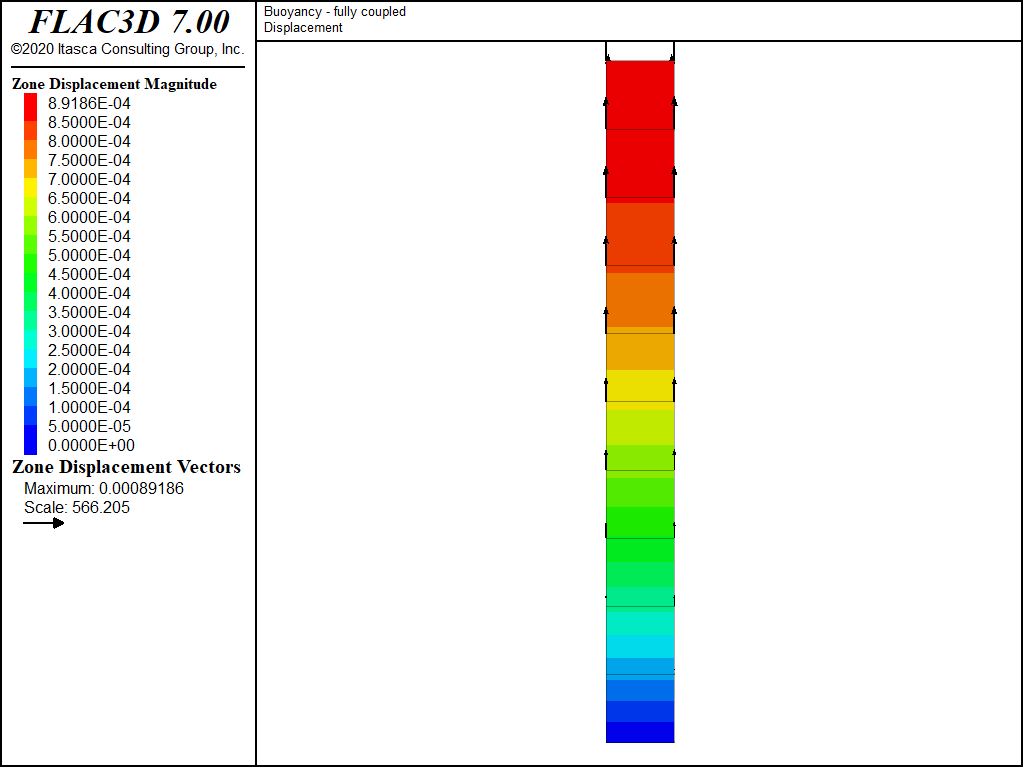 FLAC3D 7.00
©2020 Itasca Consulting Group, Inc.
Zone Displacement Magnitude
8.9186E-04
8.5000E-04
8.0000E-04
7.5000E-04
7.0000E-04
6.5000E-04
6.0000E-04
5.5000E-04
5.0000E-04
4.5000E-04
4.0000E-04
3.5000E-04
3.0000E-04
2.5000E-04
2.0000E-04
1.5000E-04
1.0000E-04
5.0000E-05
0.0000E+00
Zone Displacement Vectors
Maximum: 0.00089186
Scale: 566.205
Buoyancy - fully coupled
Displacement